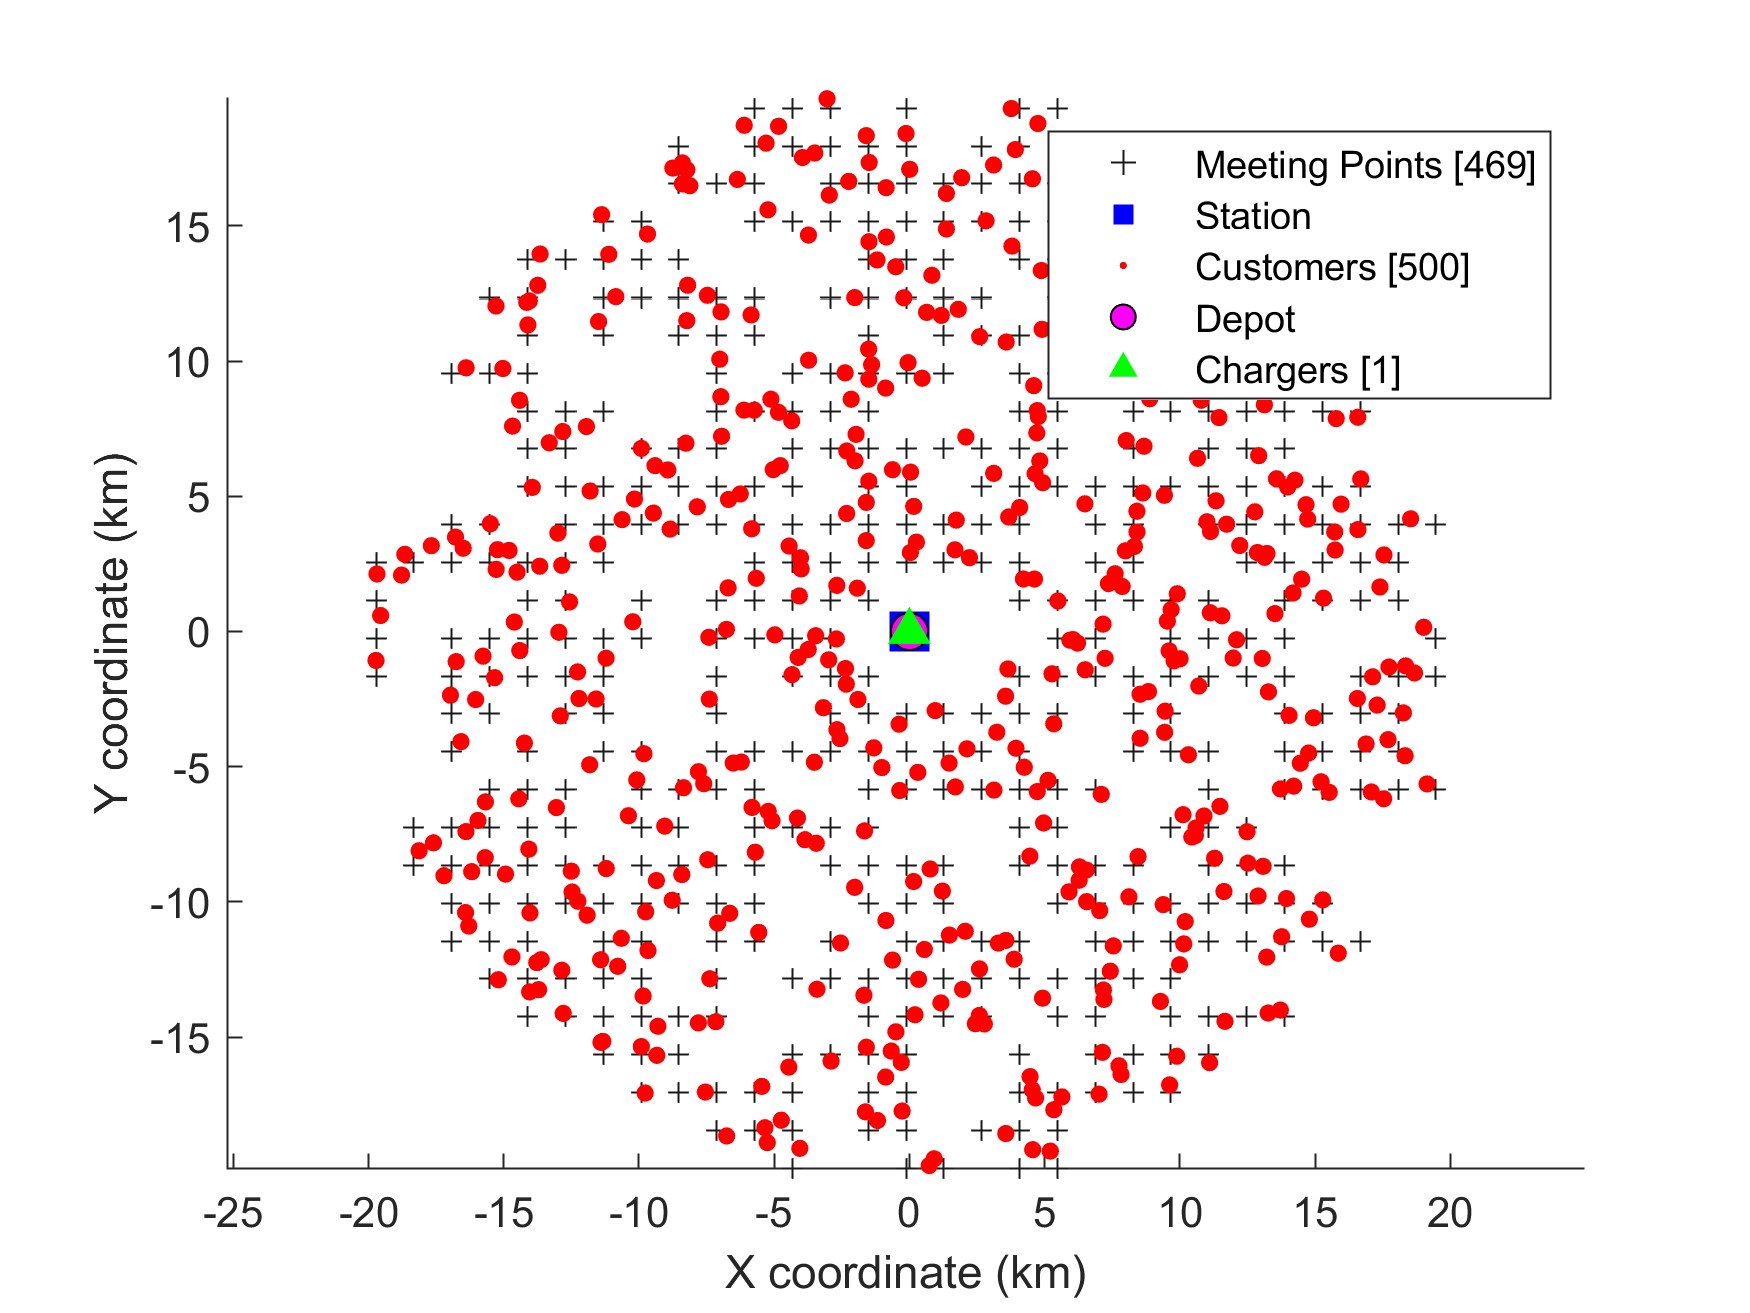 Meeting Points [469]
Station
Customers [500]
Depot
Chargers [1]
15
10
5
0
-5
-10
-15
Y coordinate (km)
-25 -20 -15 -10 -5 0 5 10 15 20
X coordinate (km)